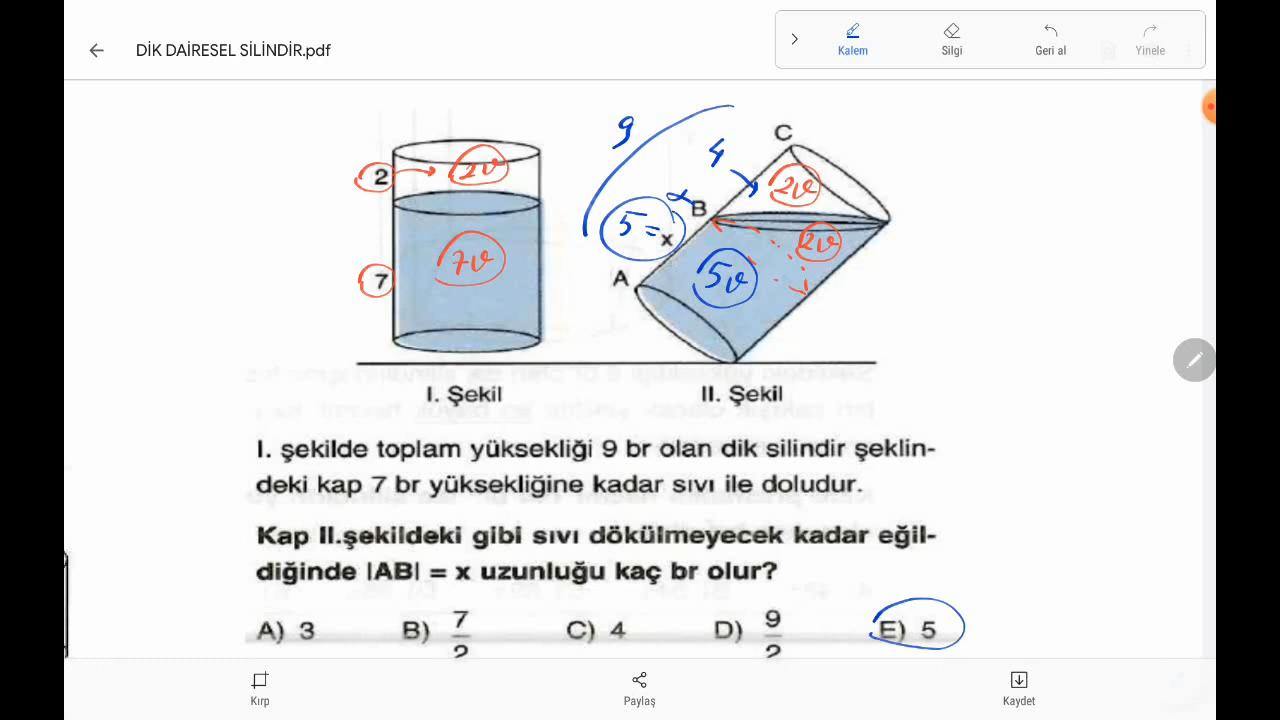 DİK DAİRESEL SİLİNDİR.pdf
Kalem
Silgi
Geri al
Yinele
2
2v
7
7v
I. Şekil
9
4
C
2v
α
B
5 = x
2v
A
5v
II. Şekil
I. şekilde toplam yüksekliği 9 br olan dik silindir şeklin-
deki kap 7 br yüksekliğine kadar sıvı ile doludur.
Kap II.şekildeki gibi sıvı dökülmeyecek kadar eğil-
diğinde |AB| = x uzunluğu kaç br olur?
A) 3 B) 7/2 C) 4 D) 9/2 E) 5
Kırp
Paylaş
Kaydet